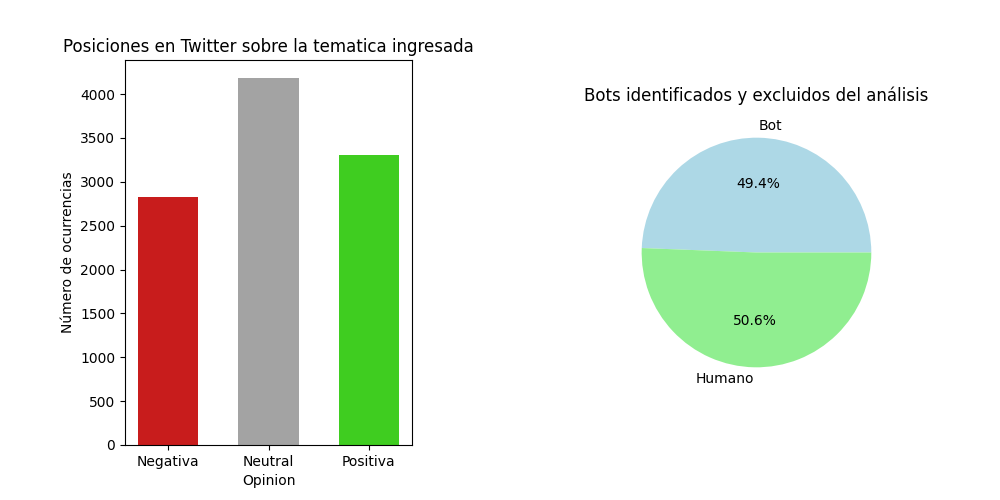 Posiciones en Twitter sobre la tematica ingresada
Número de ocurrencias
4000
3500
3000
2500
2000
1500
1000
500
0
Negativa
Neutral
Positiva
Opinion
Bots identificados y excluidos del análisis
Bot
49.4%
50.6%
Humano